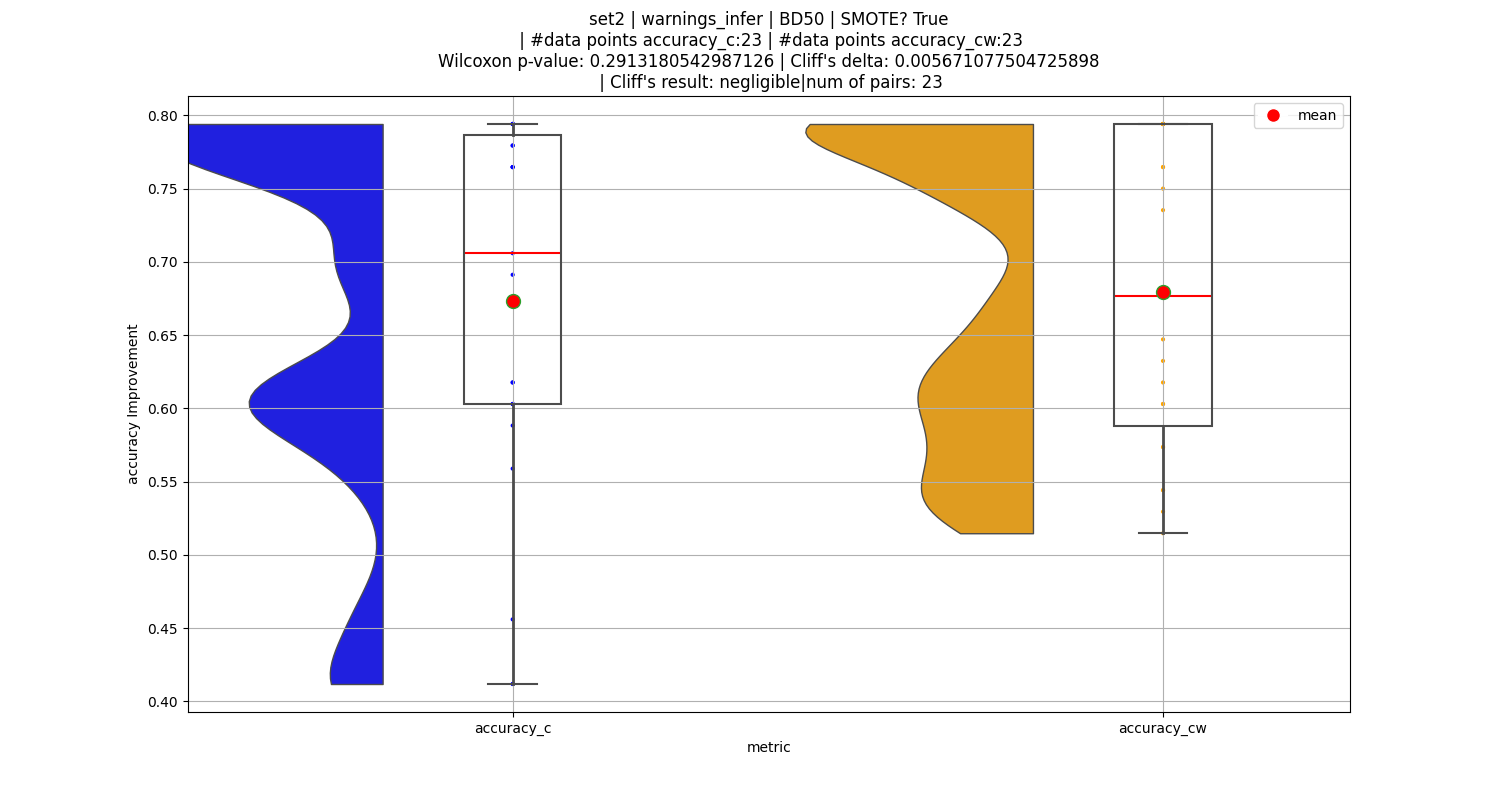 set2 | warnings_infer | BD50 | SMOTE? True
| #data points accuracy_c:23 | #data points accuracy_cw:23
Wilcoxon p-value: 0.2913180542987126 | Cliff's delta: 0.005671077504725898
| Cliff's result: negligible|num of pairs: 23
mean
0.80
0.75
0.70
0.65
0.60
0.55
0.50
0.45
0.40
accuracy Improvement
accuracy_c
accuracy_cw
metric